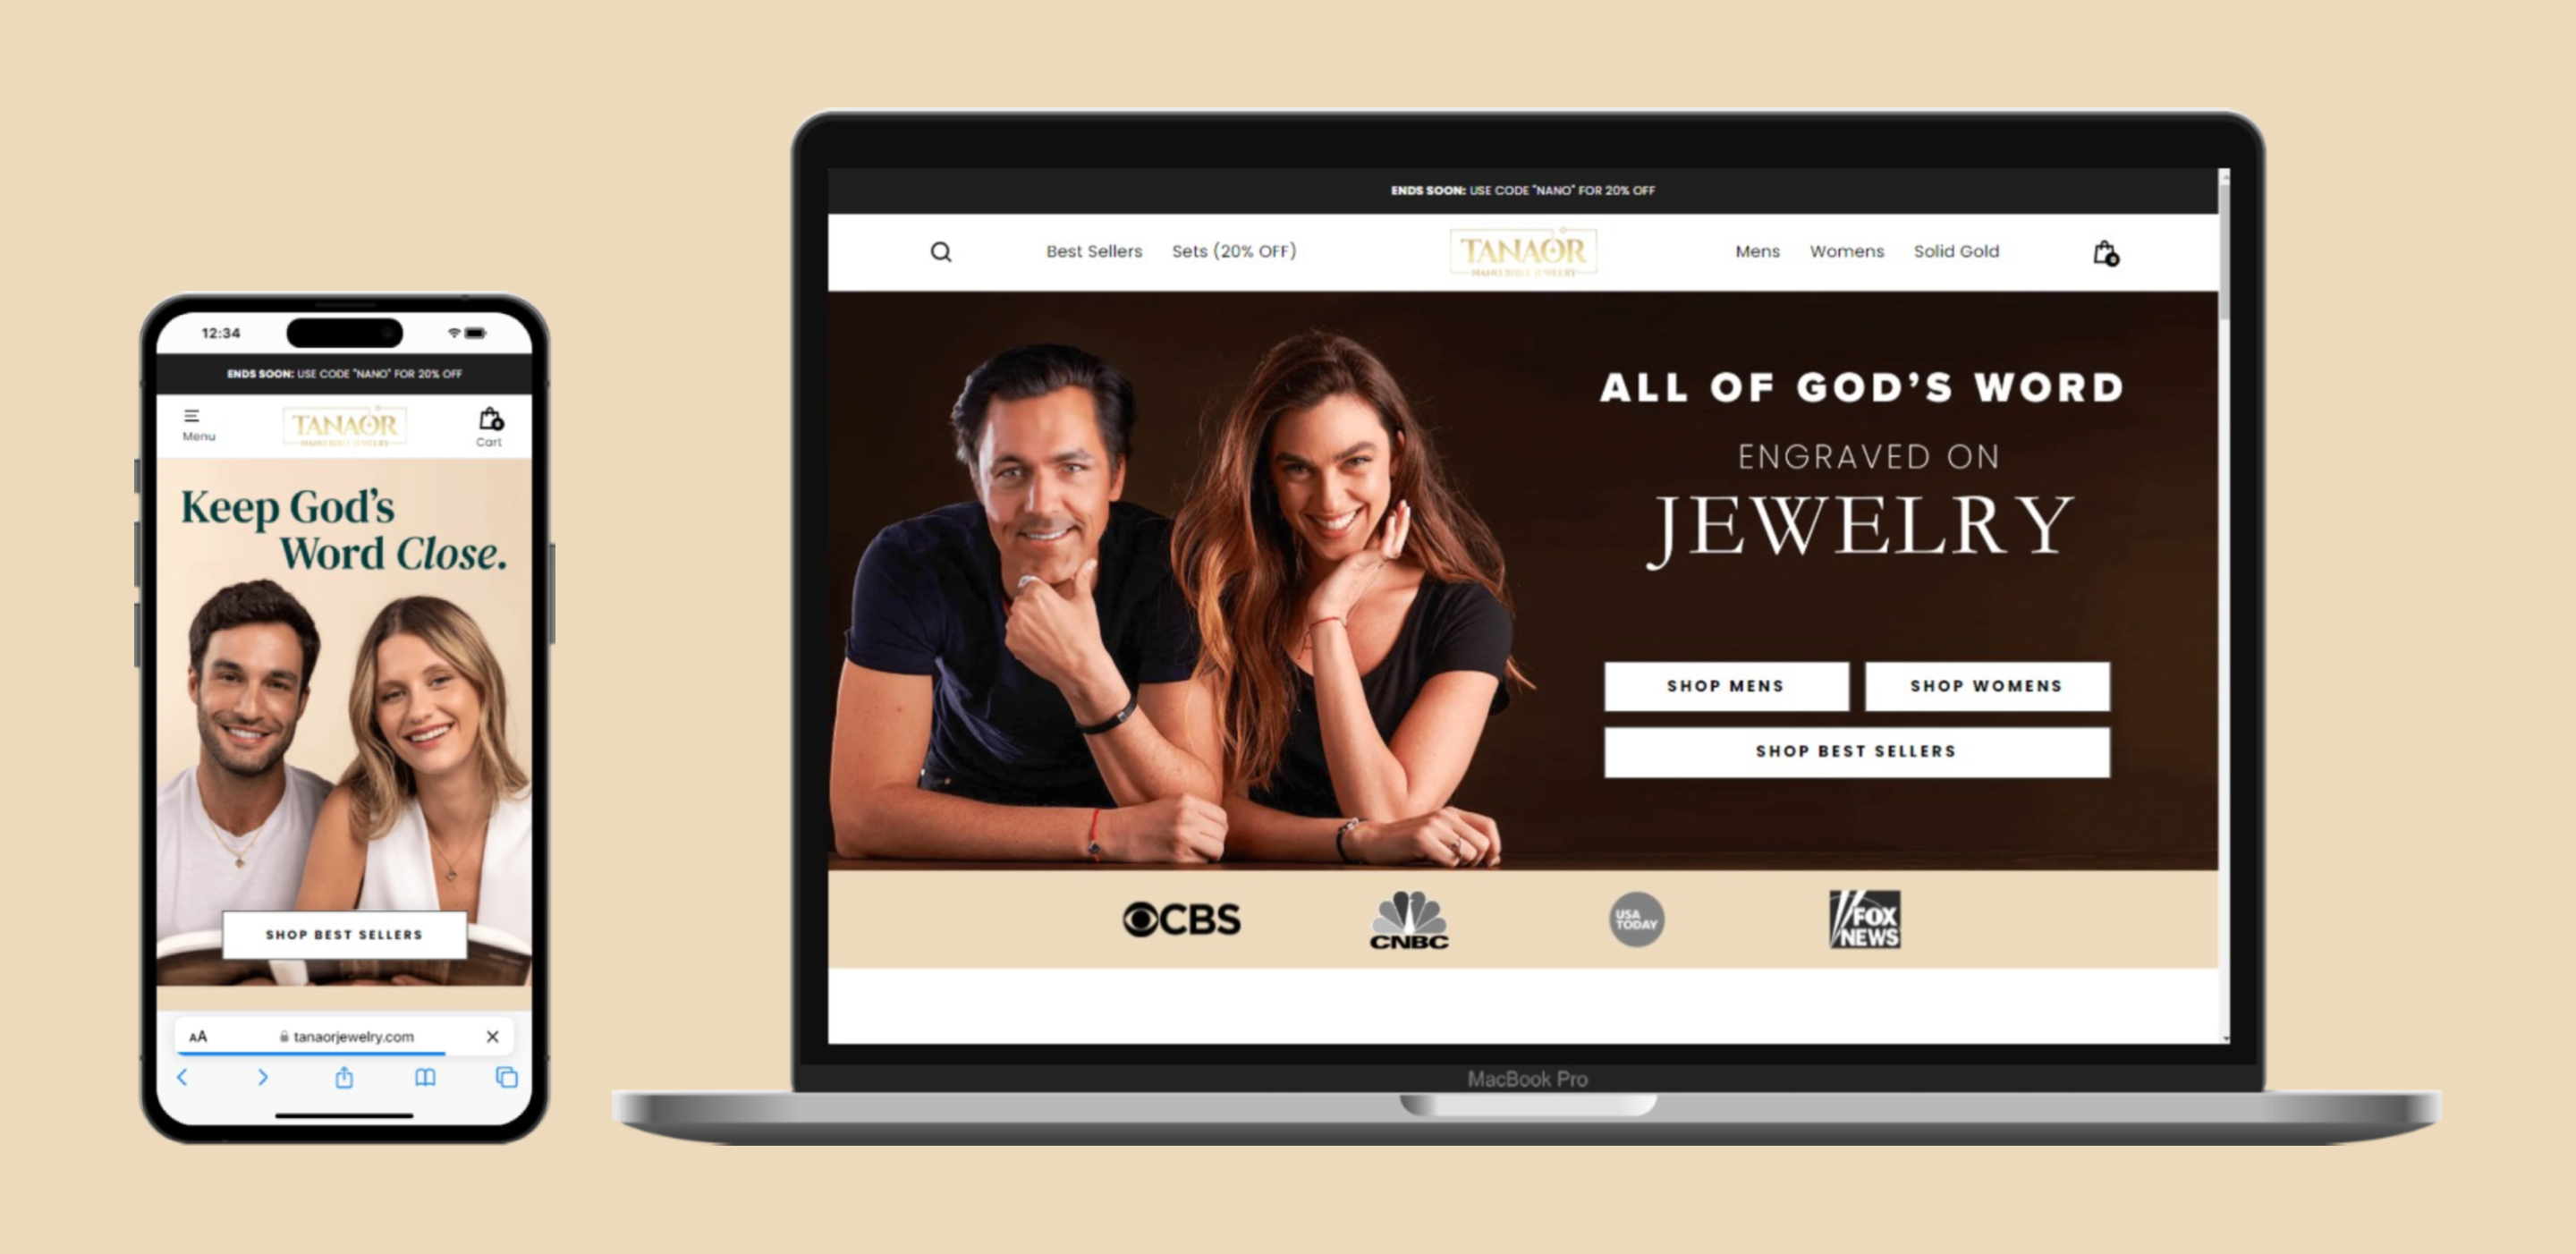 12:34
ENDS SOON: USE CODE "NANO" FOR 20% OFF
Menu
TANAOR
NANO BIBLE JEWELRY
Cart
Keep God's
Word Close.
SHOP BEST SELLERS
AA
tanaorjewelry.com
ENDS SOON: USE CODE "NANO" FOR 20% OFF
Best Sellers Sets (20% OFF)
TANAOR
NANO BIBLE JEWELRY
Mens Womens Solid Gold
ALL OF GOD'S WORD
ENGRAVED ON
JEWELRY
SHOP MENS SHOP WOMENS
SHOP BEST SELLERS
CBS
CNBC
USA
TODAY
FOX
NEWS
MacBook Pro